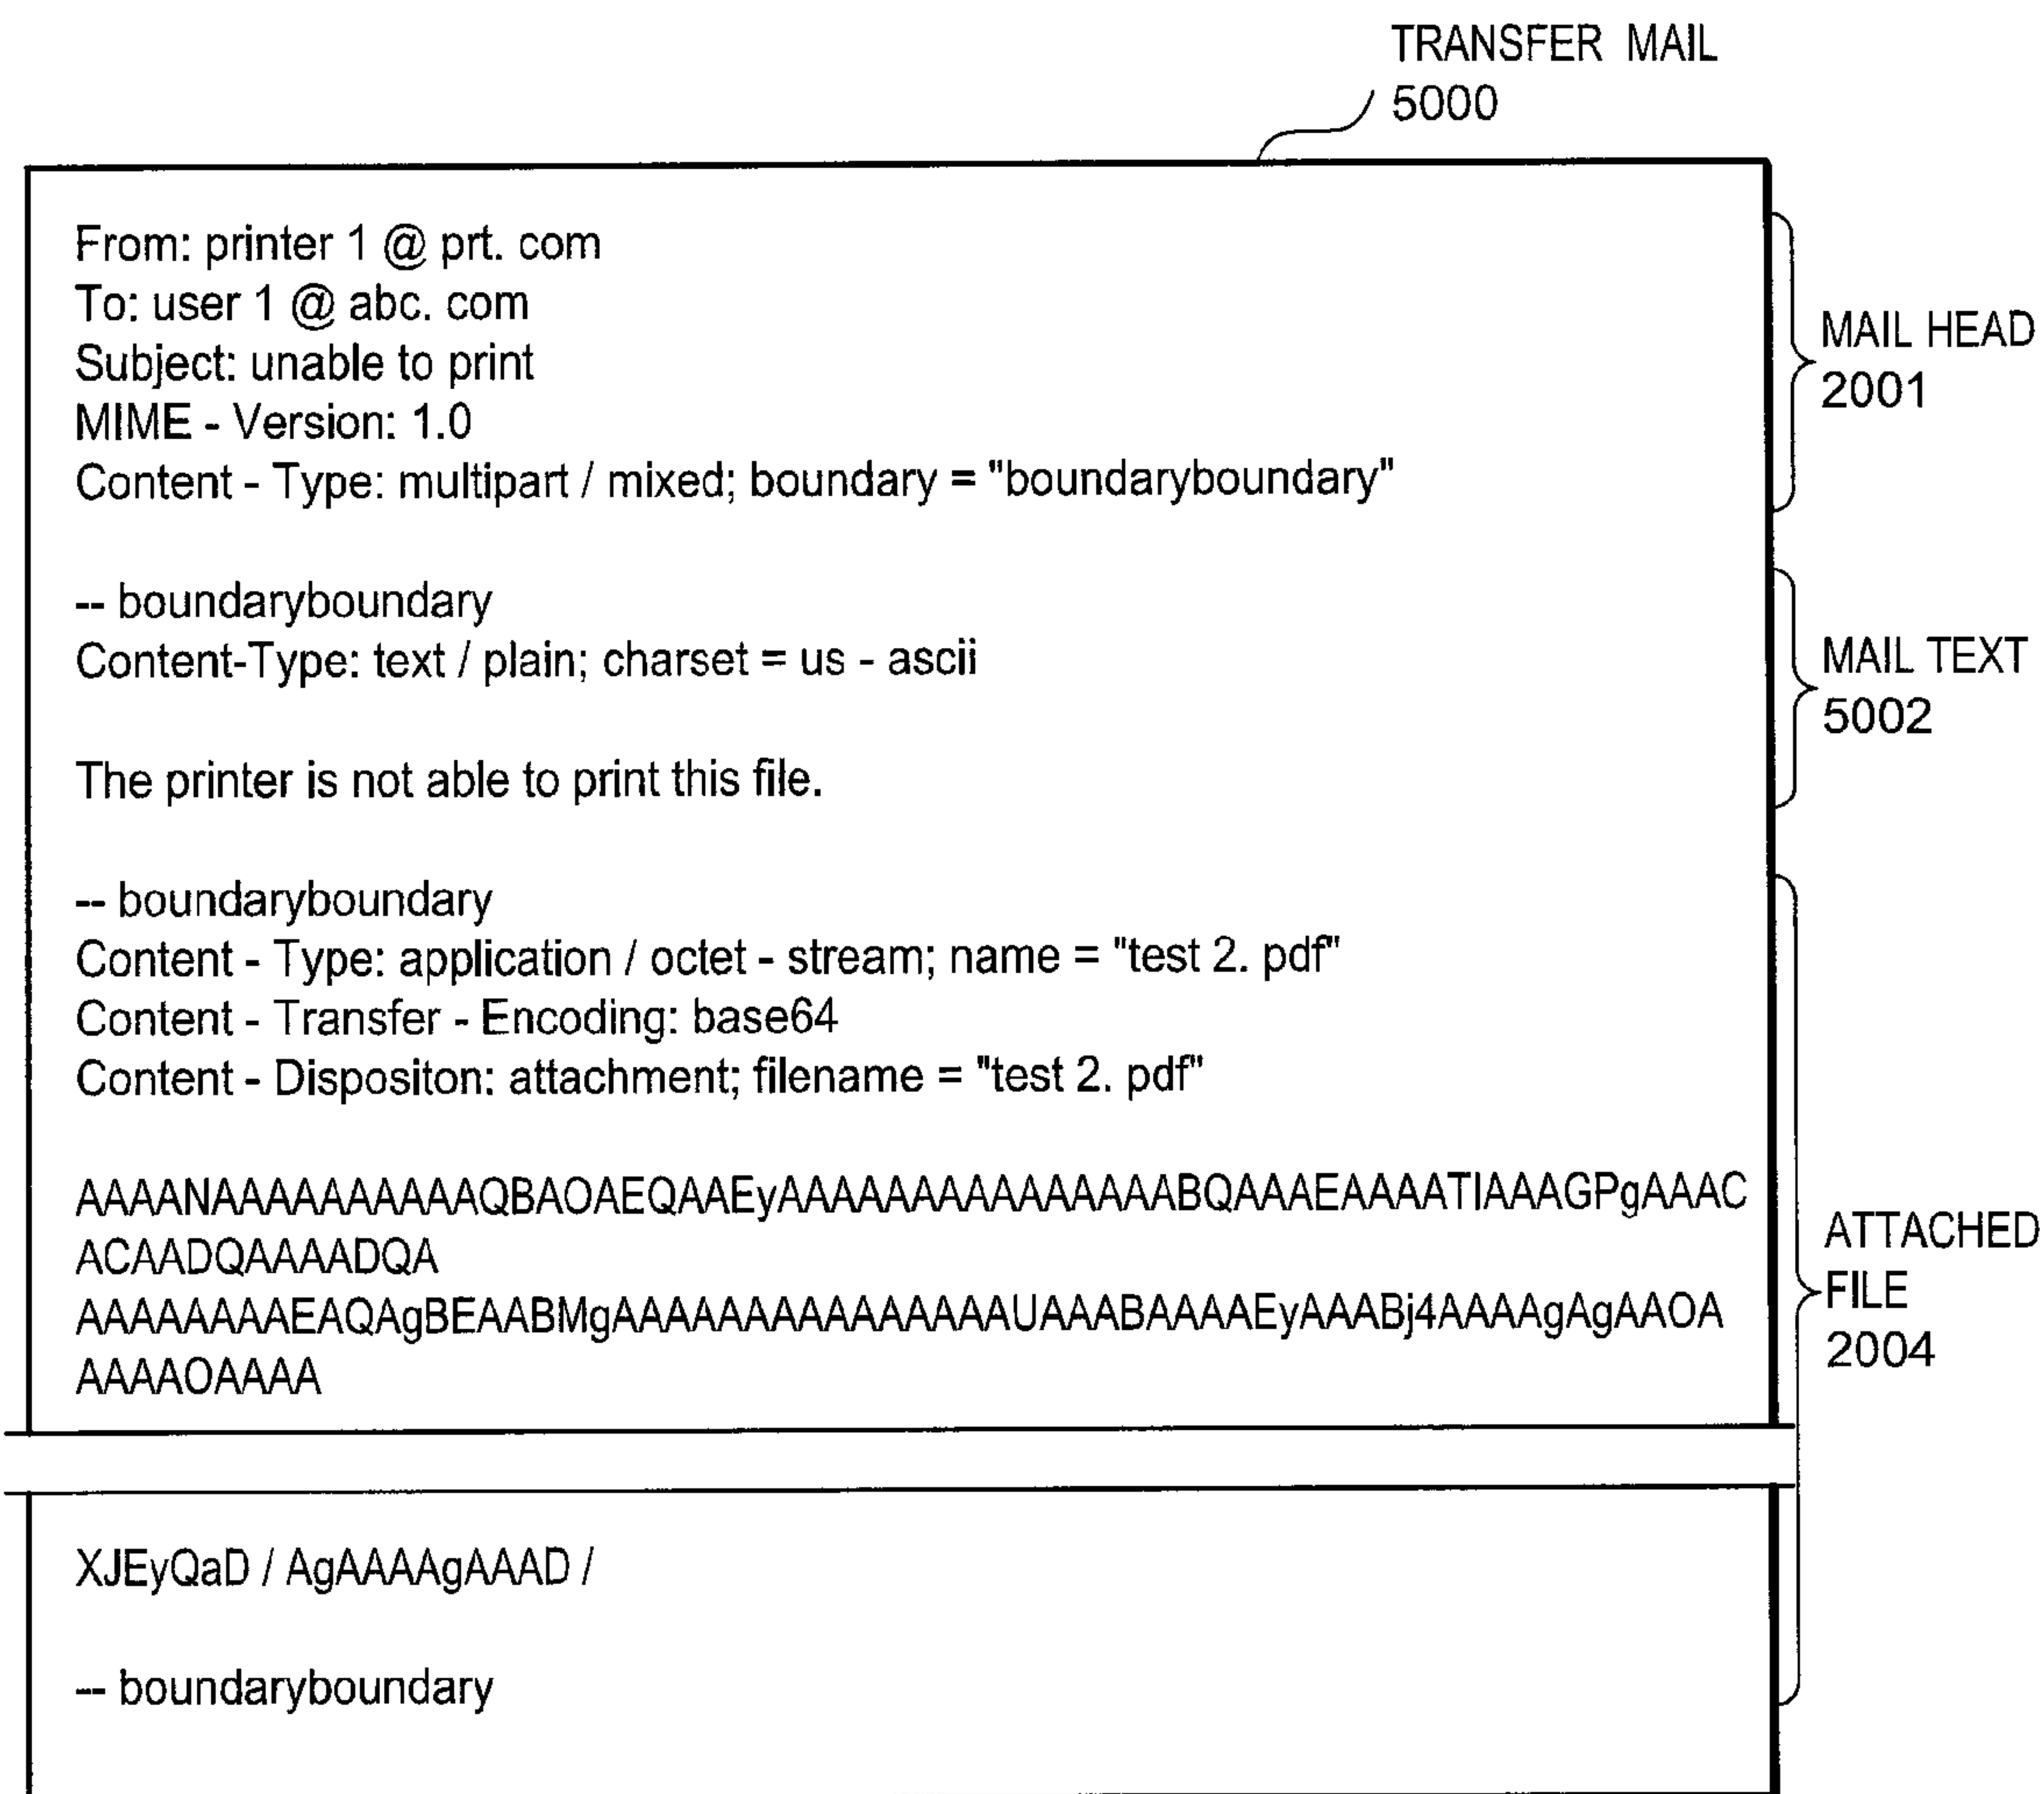 TRANSFER MAIL
5000
From: printer 1 @ prt. com
To: user 1 @ abc. com
Subject: unable to print
MIME - Version: 1.0
Content - Type: multipart / mixed; boundary = "boundaryboundary"
MAIL HEAD
2001
-- boundaryboundary
Content-Type: text / plain; charset = us - ascii
The printer is not able to print this file.
MAIL TEXT
5002
-- boundaryboundary
Content - Type: application / octet - stream; name = "test 2. pdf"
Content - Transfer - Encoding: base64
Content - Dispositon: attachment; filename = "test 2. pdf"
AAAANAAAAAAAAAAQBAOAEQAAEyAAAAAAAAAAAAAAABQAAAEAAAATIAAAGPgAAAC
ACAADQAAAADQA
AAAAAAAAEAQAgBEAABMgAAAAAAAAAAAAAAAUAAABAAAAEyAAABj4AAAAgAgAAOA
AAAAOAAAA
XJEyQaD / AgAAAAgAAAD /
-- boundaryboundary
ATTACHED
FILE
2004